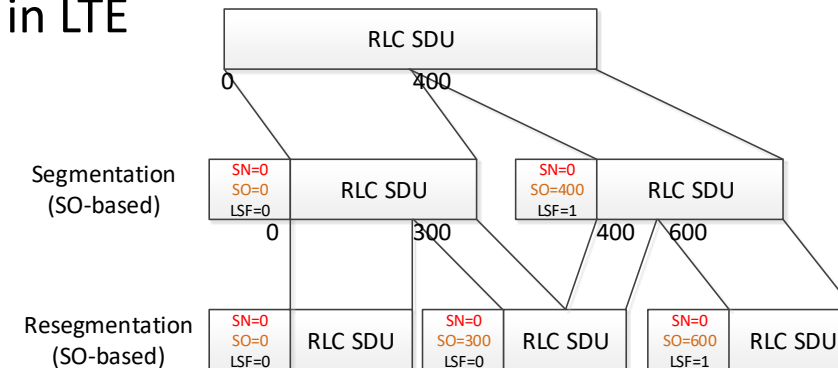 in LTE
RLC SDU
0
400
Segmentation
(SO-based)
SN=0
SO=0
LSF=0
RLC SDU
SN=0
SO=400
LSF=1
RLC SDU
0
300
400
600
Resegmentation
(SO-based)
SN=0
SO=0
LSF=0
RLC SDU
SN=0
SO=300
LSF=0
RLC SDU
SN=0
SO=600
LSF=1
RLC SDU